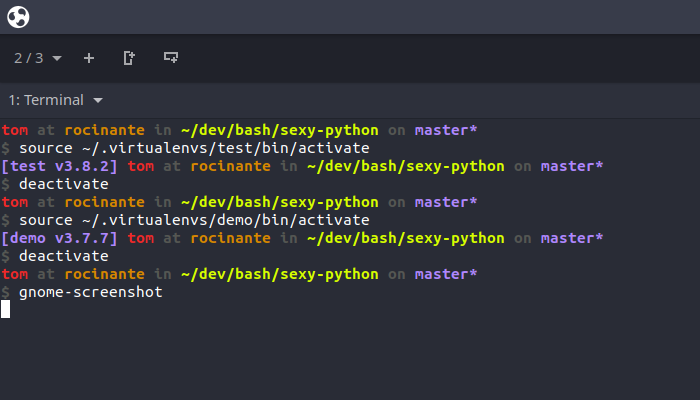 2 / 3
1: Terminal
tom at rocinante in ~/dev/bash/sexy-python on master*
$ source ~/.virtualenvs/test/bin/activate
[test v3.8.2] tom at rocinante in ~/dev/bash/sexy-python on master*
$ deactivate
tom at rocinante in ~/dev/bash/sexy-python on master*
$ source ~/.virtualenvs/demo/bin/activate
[demo v3.7.7] tom at rocinante in ~/dev/bash/sexy-python on master*
$ deactivate
tom at rocinante in ~/dev/bash/sexy-python on master*
$ gnome-screenshot